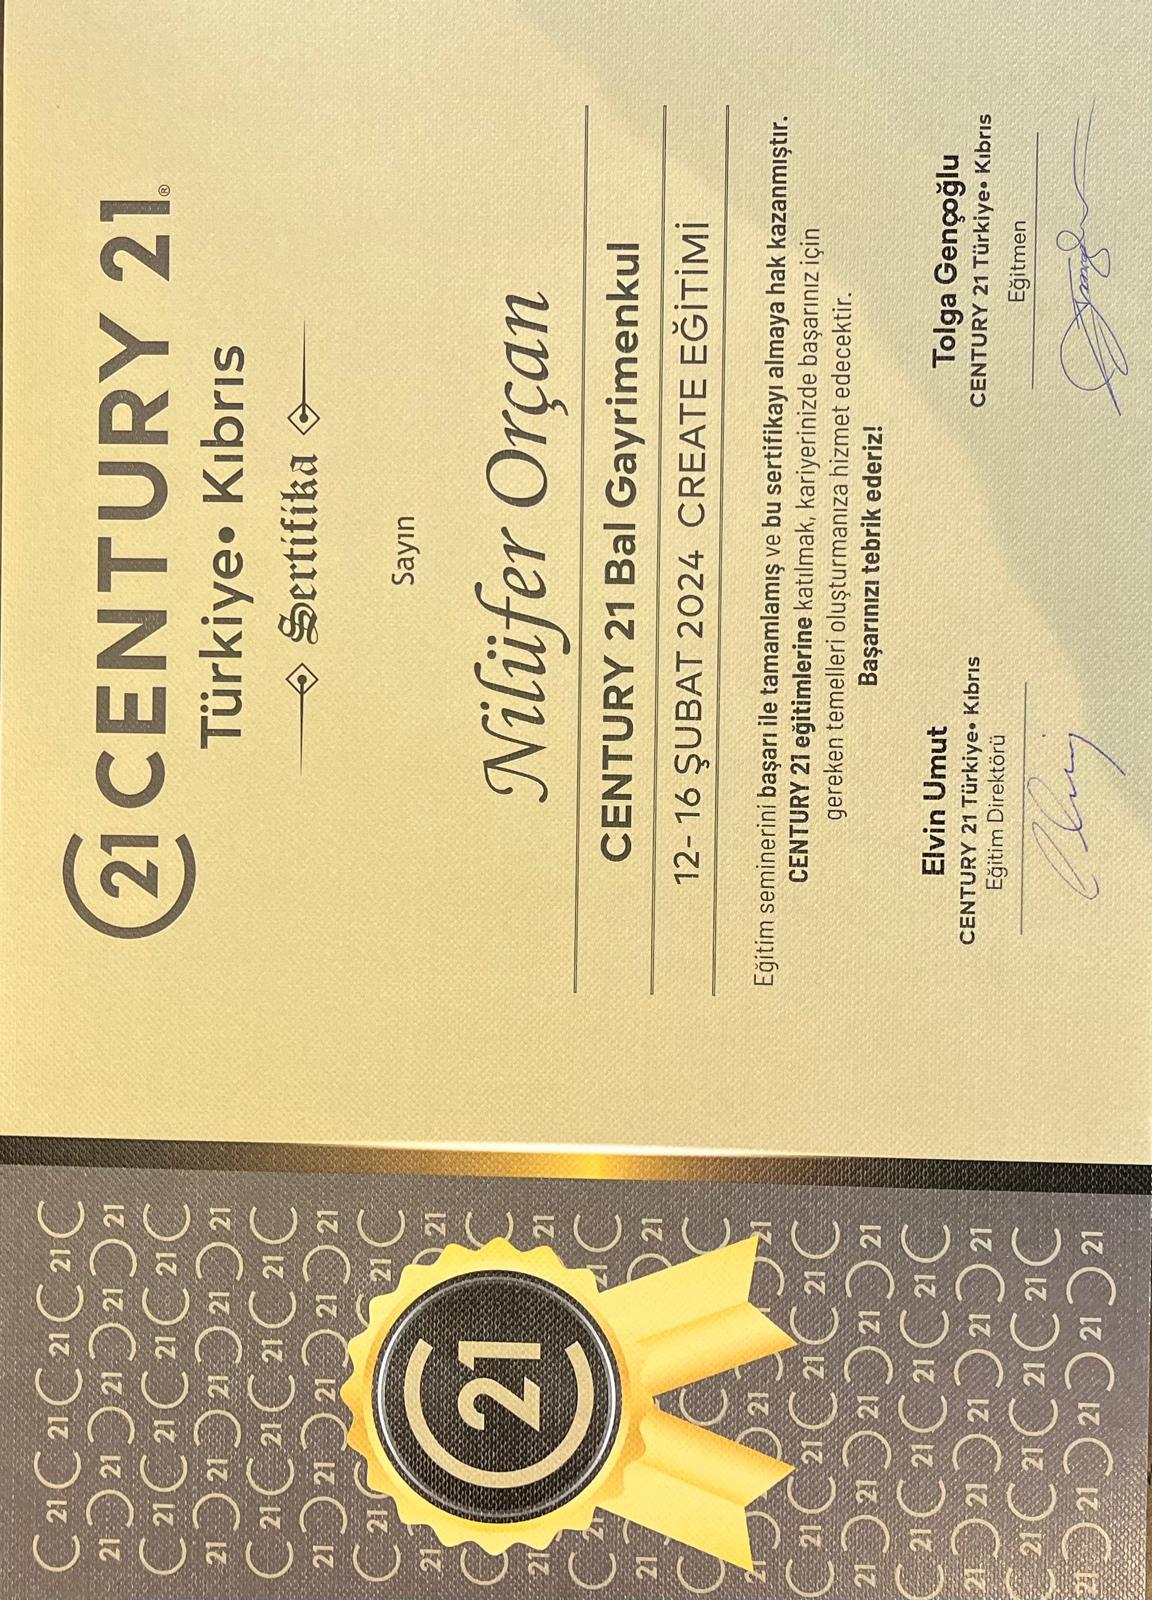 21 CENTURY 21®
Türkiye• Kıbrıs
Sertifika
Sayın
Nilüfer Orçan
CENTURY 21 Bal Gayrimenkul
12- 16 ŞUBAT 2024 CREATE EĞİTİMİ
Eğitim seminerini başarı ile tamamlamış ve bu sertifikayı almaya hak kazanmıştır.
CENTURY 21 eğitimlerine katılmak, kariyerinizde başarınız için
gereken temelleri oluşturmanıza hizmet edecektir.
Başarınızı tebrik ederiz!
Elvin Umut
CENTURY 21 Türkiye• Kıbrıs
Eğitim Direktörü
Tolga Gençoğlu
CENTURY 21 Türkiye• Kıbrıs
Eğitmen
21